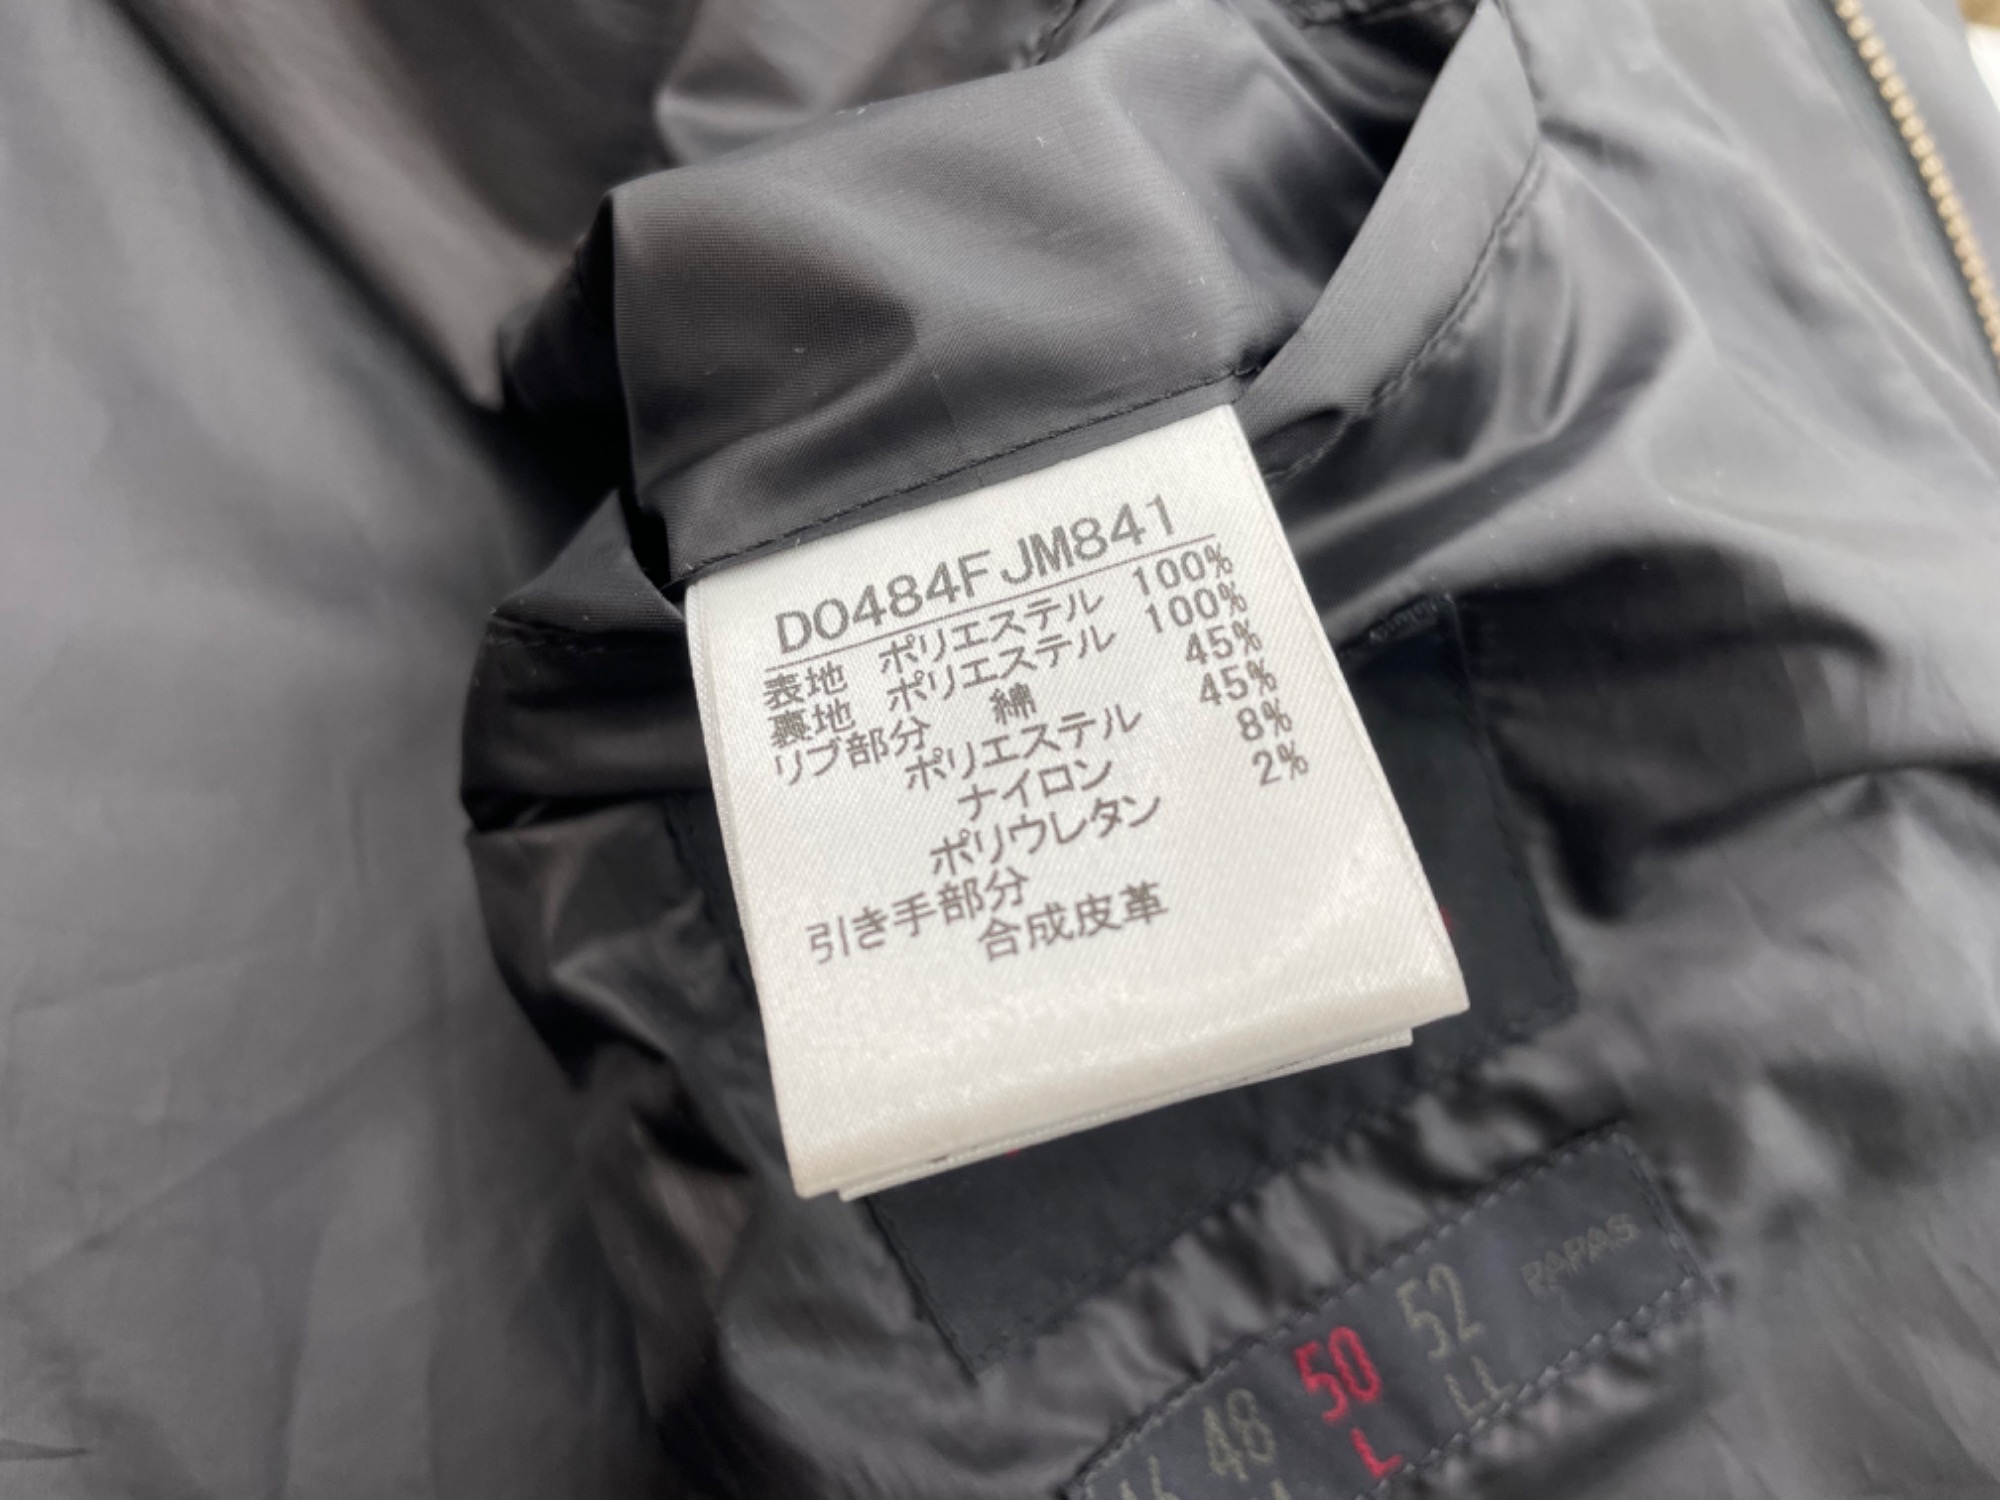 D0484FJM841
表地 ポリエステル 100%
裏地 ポリエステル 100%
リブ部分 綿 45%
ポリエステル 45%
ナイロン 8%
ポリウレタン 2%
引き手部分
合成皮革
48 50 52 PAPAS
L LL